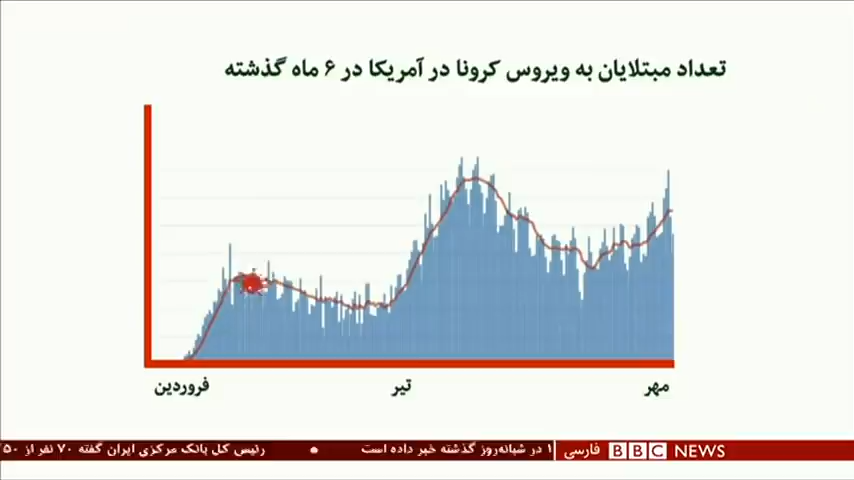 تعداد مبتلایان به ویروس کرونا در آمریکا در ۶ ماه گذشته
فروردین
تیر
مهر
BBC NEWS فارسی
۱ در شبانه‌روز گذشته خبر داده است • رئیس کل بانک مرکزی ایران گفته ۷۰ نفر از ۵۰